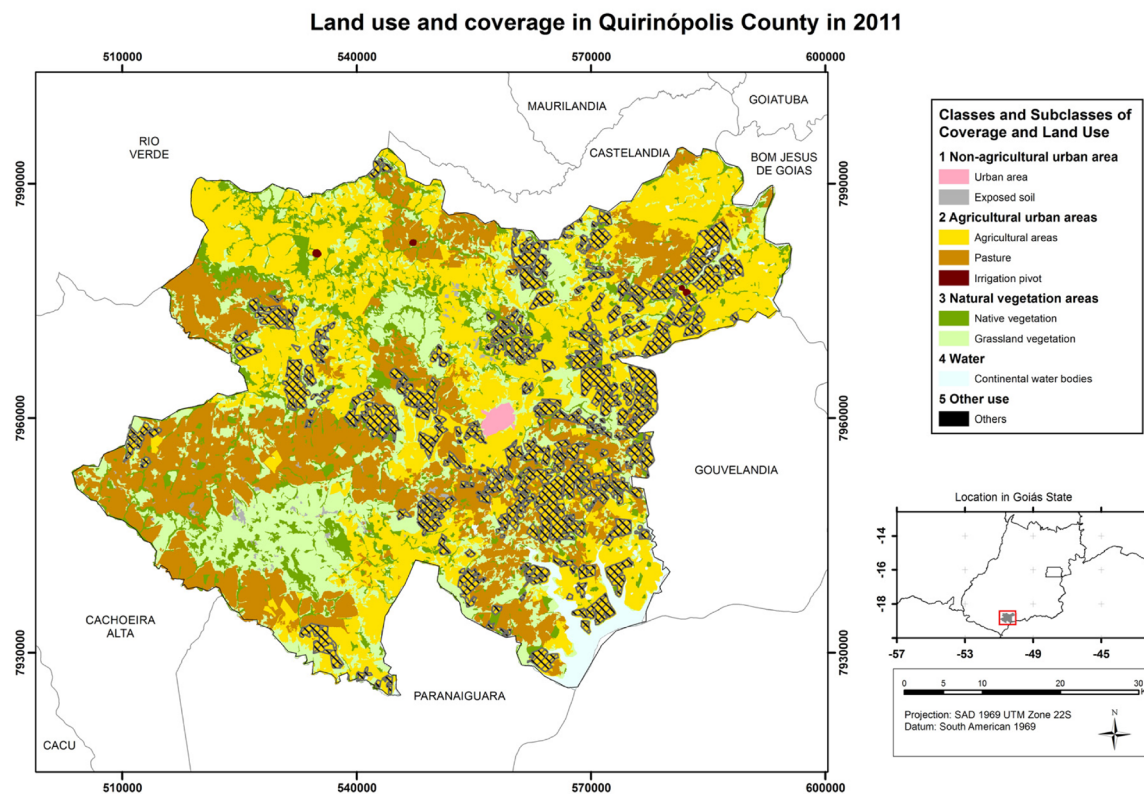 Land use and coverage in Quirinópolis County in 2011
510000
540000
570000
600000
7990000
7960000
7930000
7990000
7960000
7930000
RIO
VERDE
MAURILANDIA
GOIATUBA
CASTELANDIA
BOM JESUS
DE GOIAS
GOUVELANDIA
CACHOEIRA
ALTA
PARANAIGUARA
CACU
510000
540000
570000
600000
Classes and Subclasses of
Coverage and Land Use
1 Non-agricultural urban area
Urban area
Exposed soil
2 Agricultural urban areas
Agricultural areas
Pasture
Irrigation pivot
3 Natural vegetation areas
Native vegetation
Grassland vegetation
4 Water
Continental water bodies
5 Other use
Others
Location in Goiás State
-14
-16
-18
-57
-53
-49
-45
0
5
10
20
30
Projection: SAD 1969 UTM Zone 22S
Datum: South American 1969
N